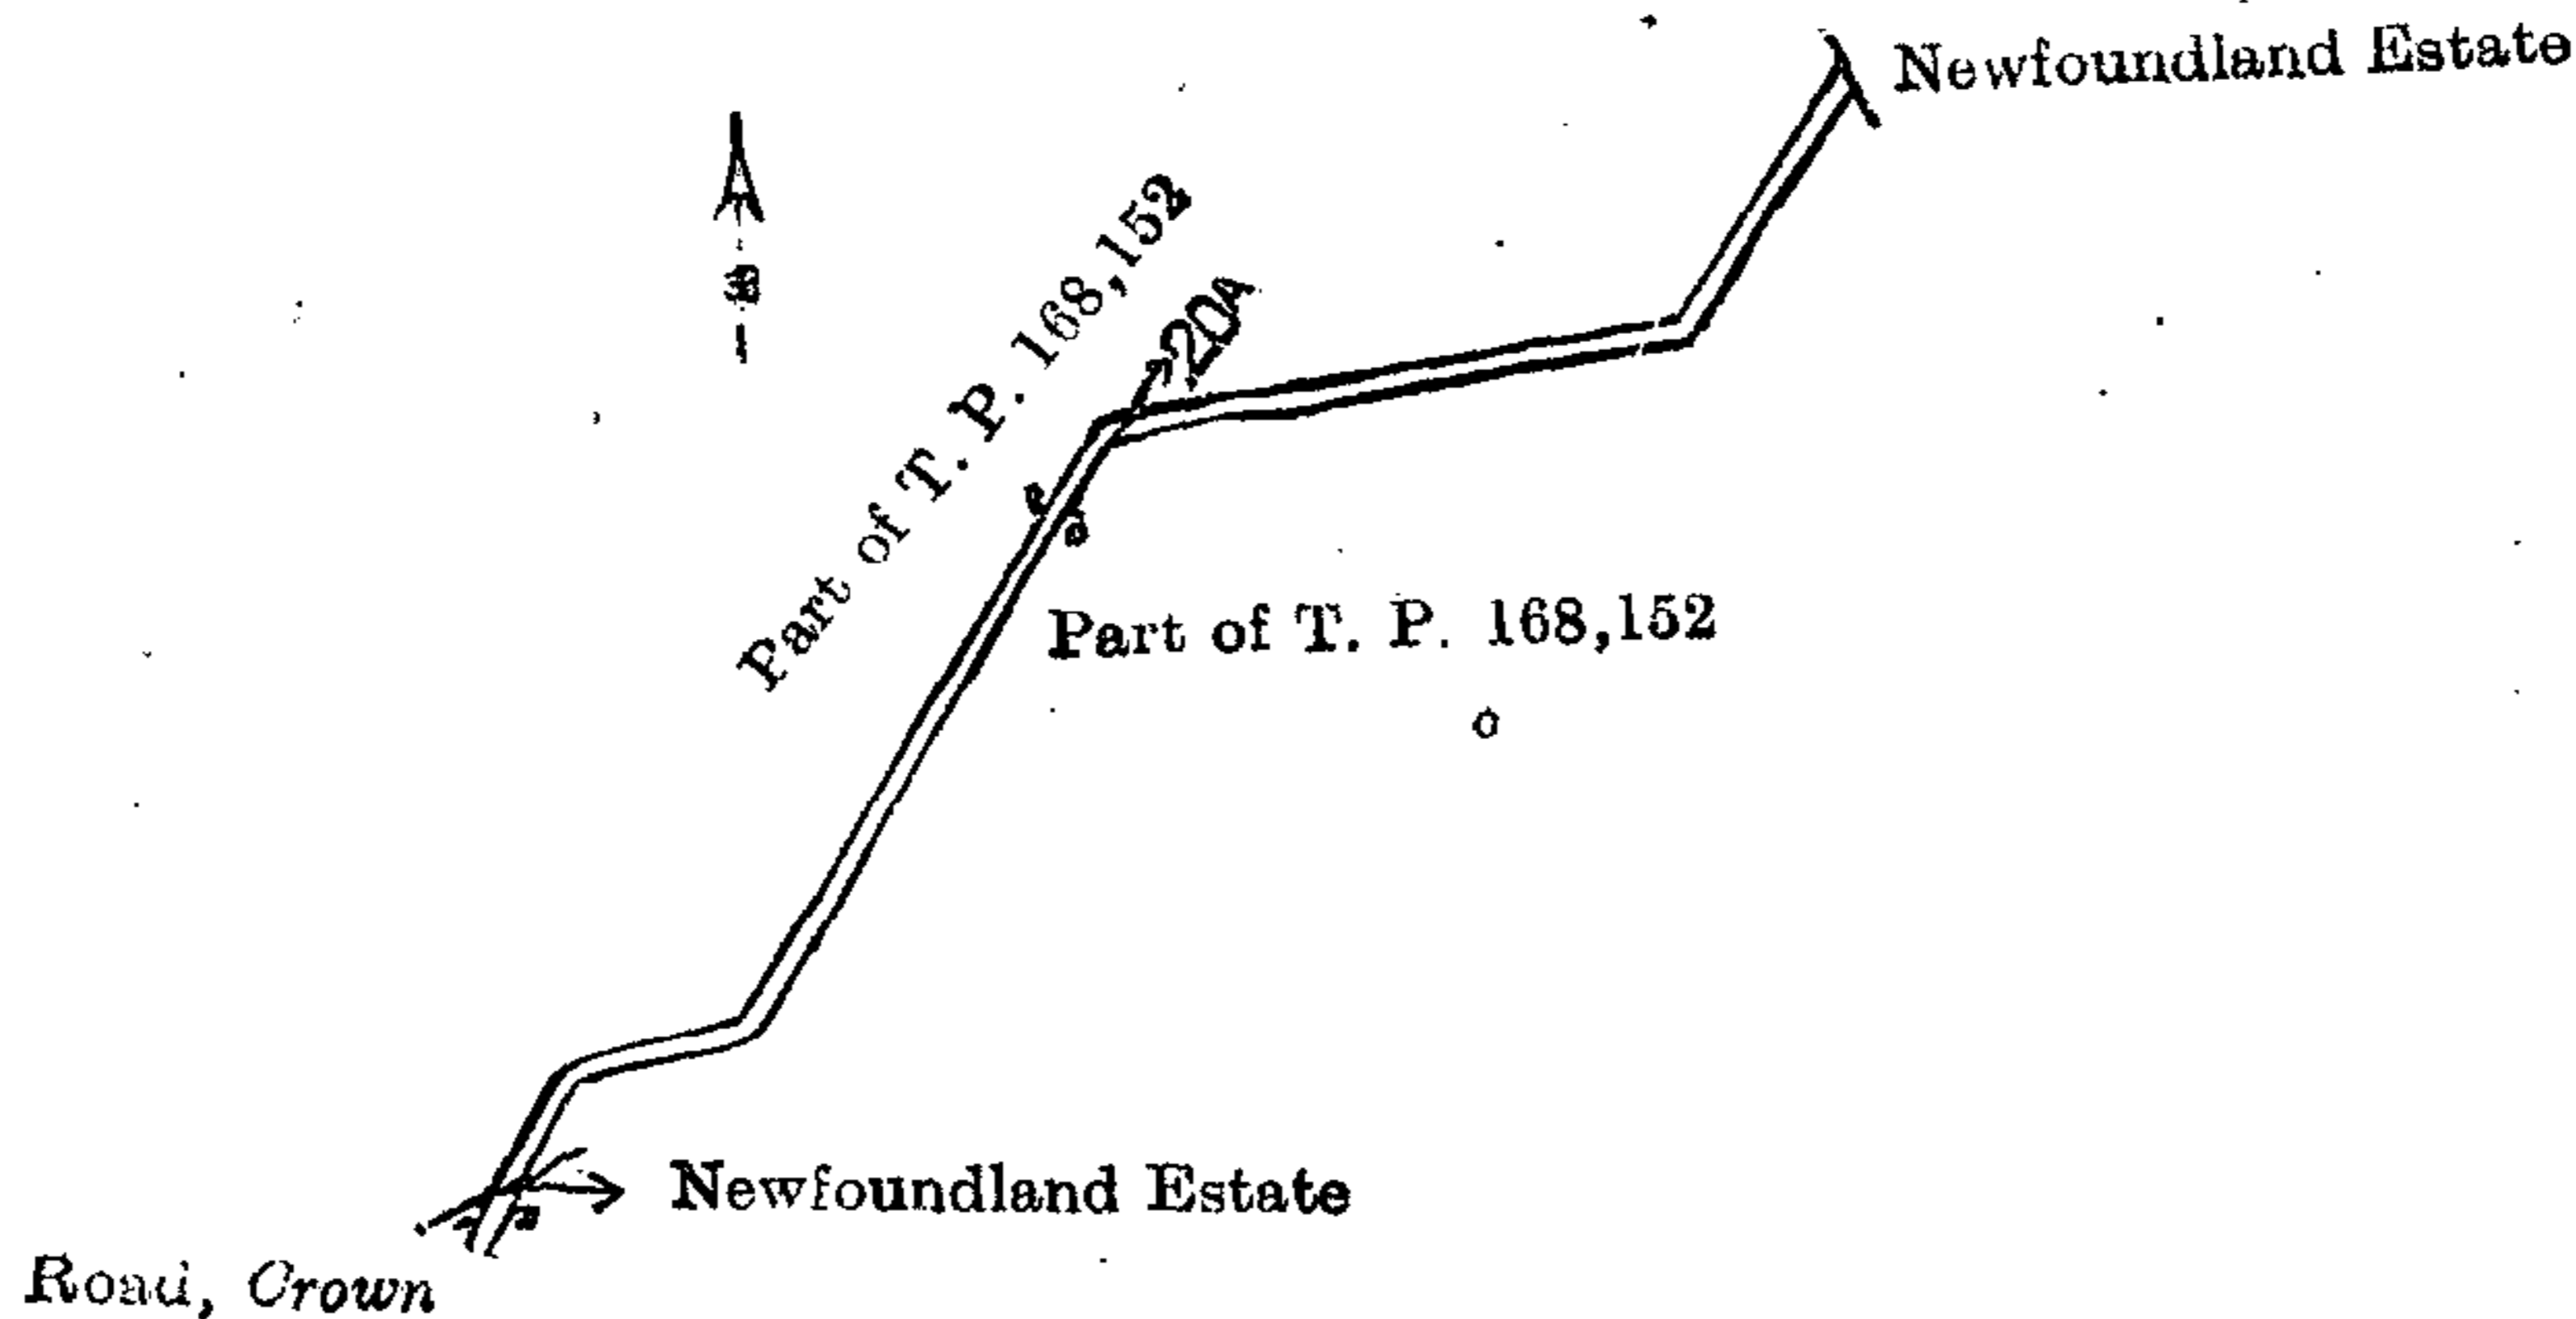 Newfoundland Estate
Part of T. P. 168,152
20A
Part of T. P. 168,152
Newfoundland Estate
Road, Crown